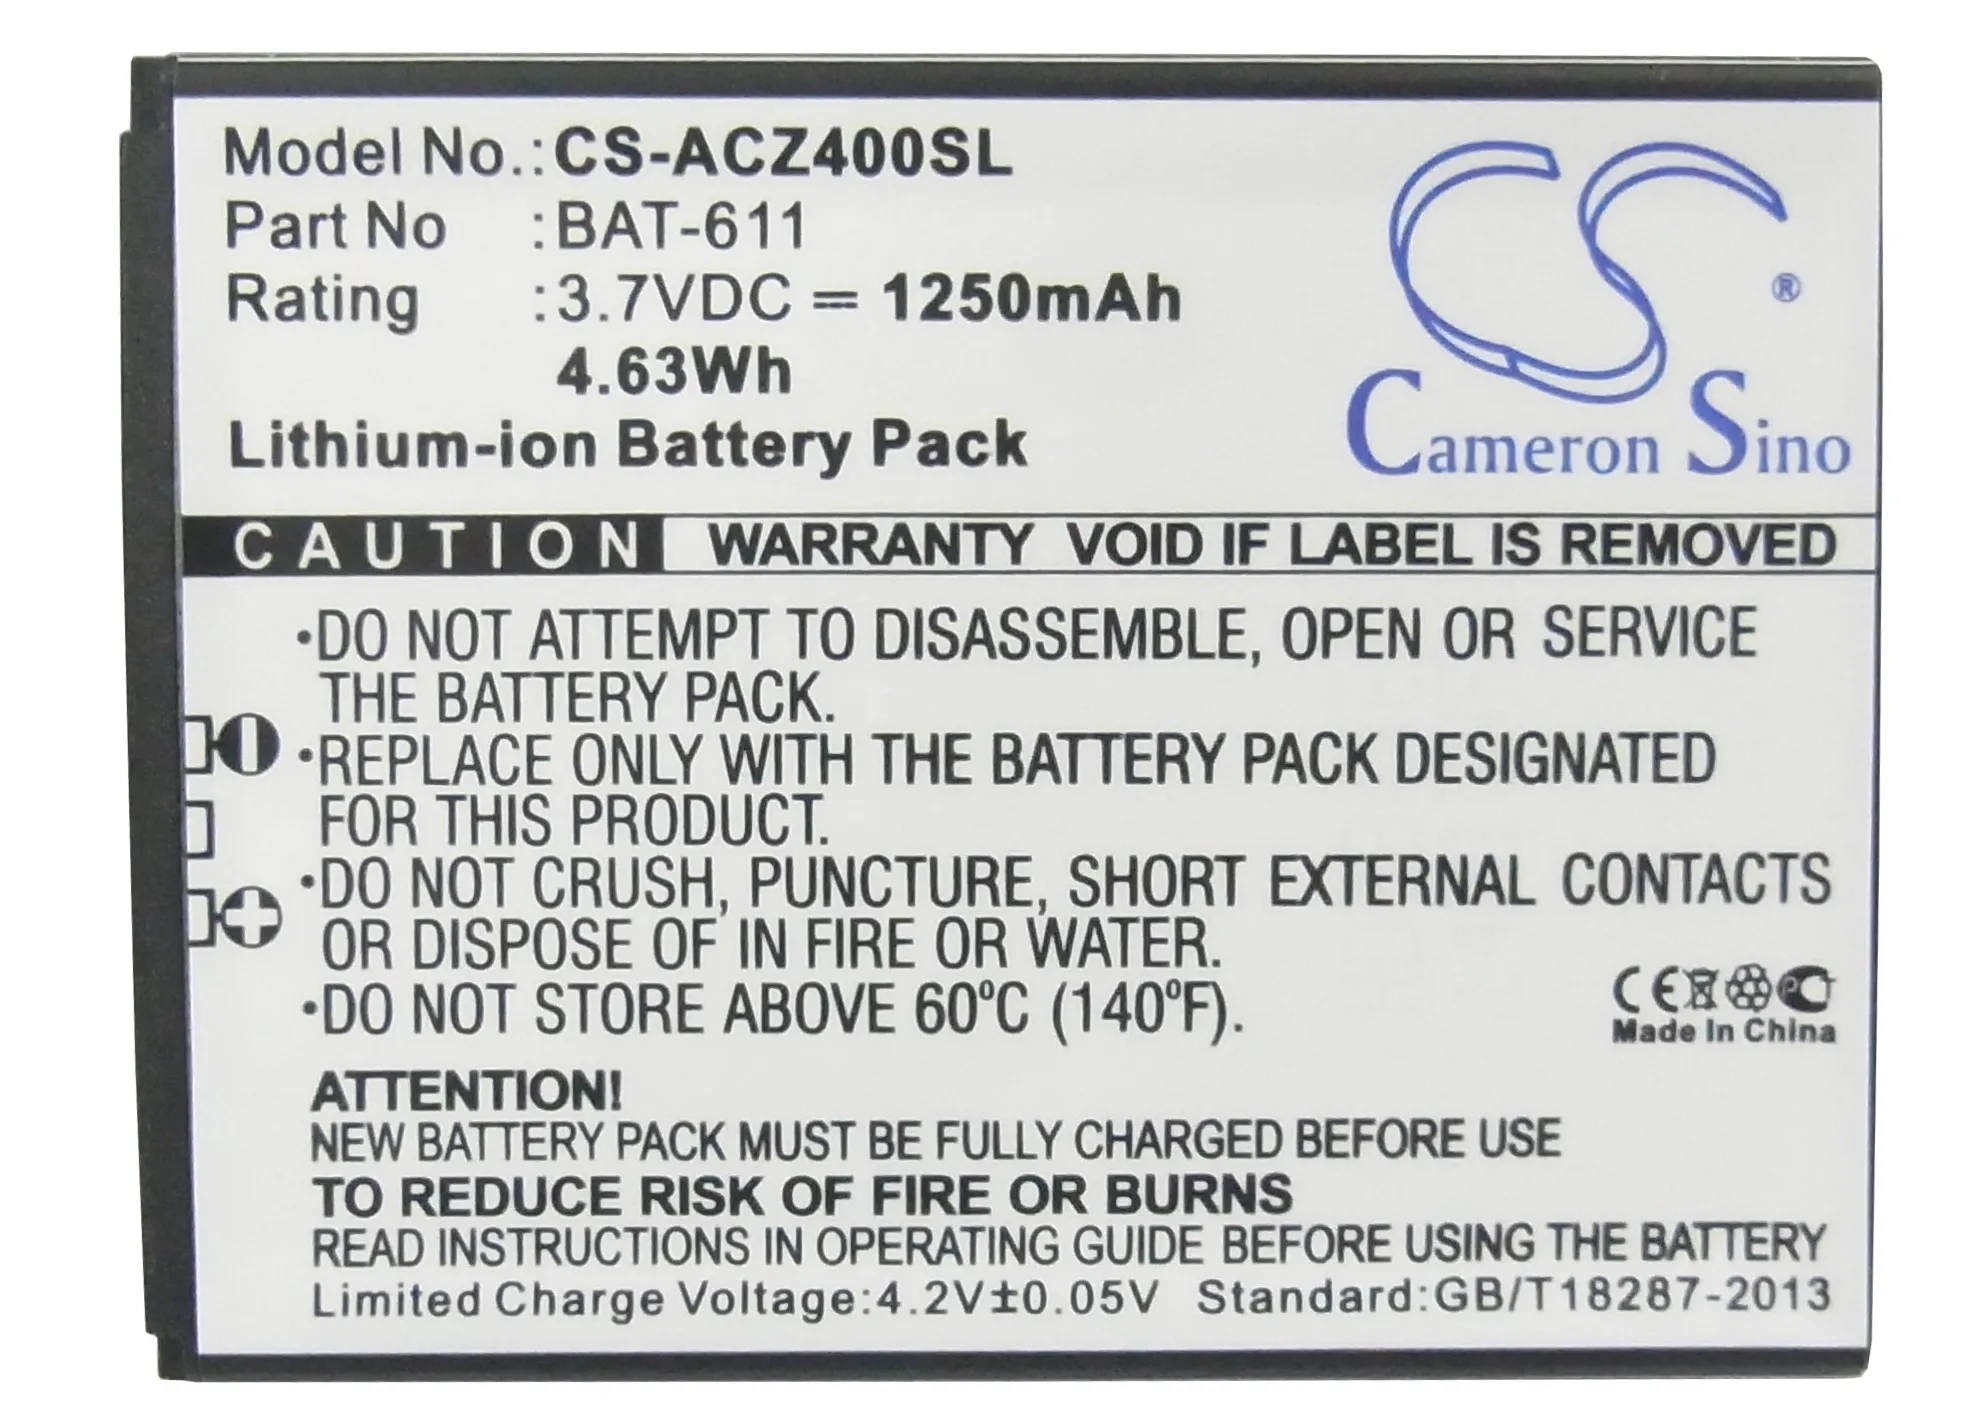 Model No.: CS-ACZ400SL
Part No : BAT-611
Rating : 3.7VDC = 1250mAh
4.63Wh
Lithium-ion Battery Pack
CS ®
Cameron Sino
CAUTION WARRANTY VOID IF LABEL IS REMOVED
•DO NOT ATTEMPT TO DISASSEMBLE, OPEN OR SERVICE
THE BATTERY PACK.
•REPLACE ONLY WITH THE BATTERY PACK DESIGNATED
FOR THIS PRODUCT.
•DO NOT CRUSH, PUNCTURE, SHORT EXTERNAL CONTACTS
OR DISPOSE OF IN FIRE OR WATER.
•DO NOT STORE ABOVE 60ºC (140ºF).
CE PC
Made In China
ATTENTION!
NEW BATTERY PACK MUST BE FULLY CHARGED BEFORE USE
TO REDUCE RISK OF FIRE OR BURNS
READ INSTRUCTIONS IN OPERATING GUIDE BEFORE USING THE BATTERY
Limited Charge Voltage:4.2V±0.05V Standard:GB/T18287-2013